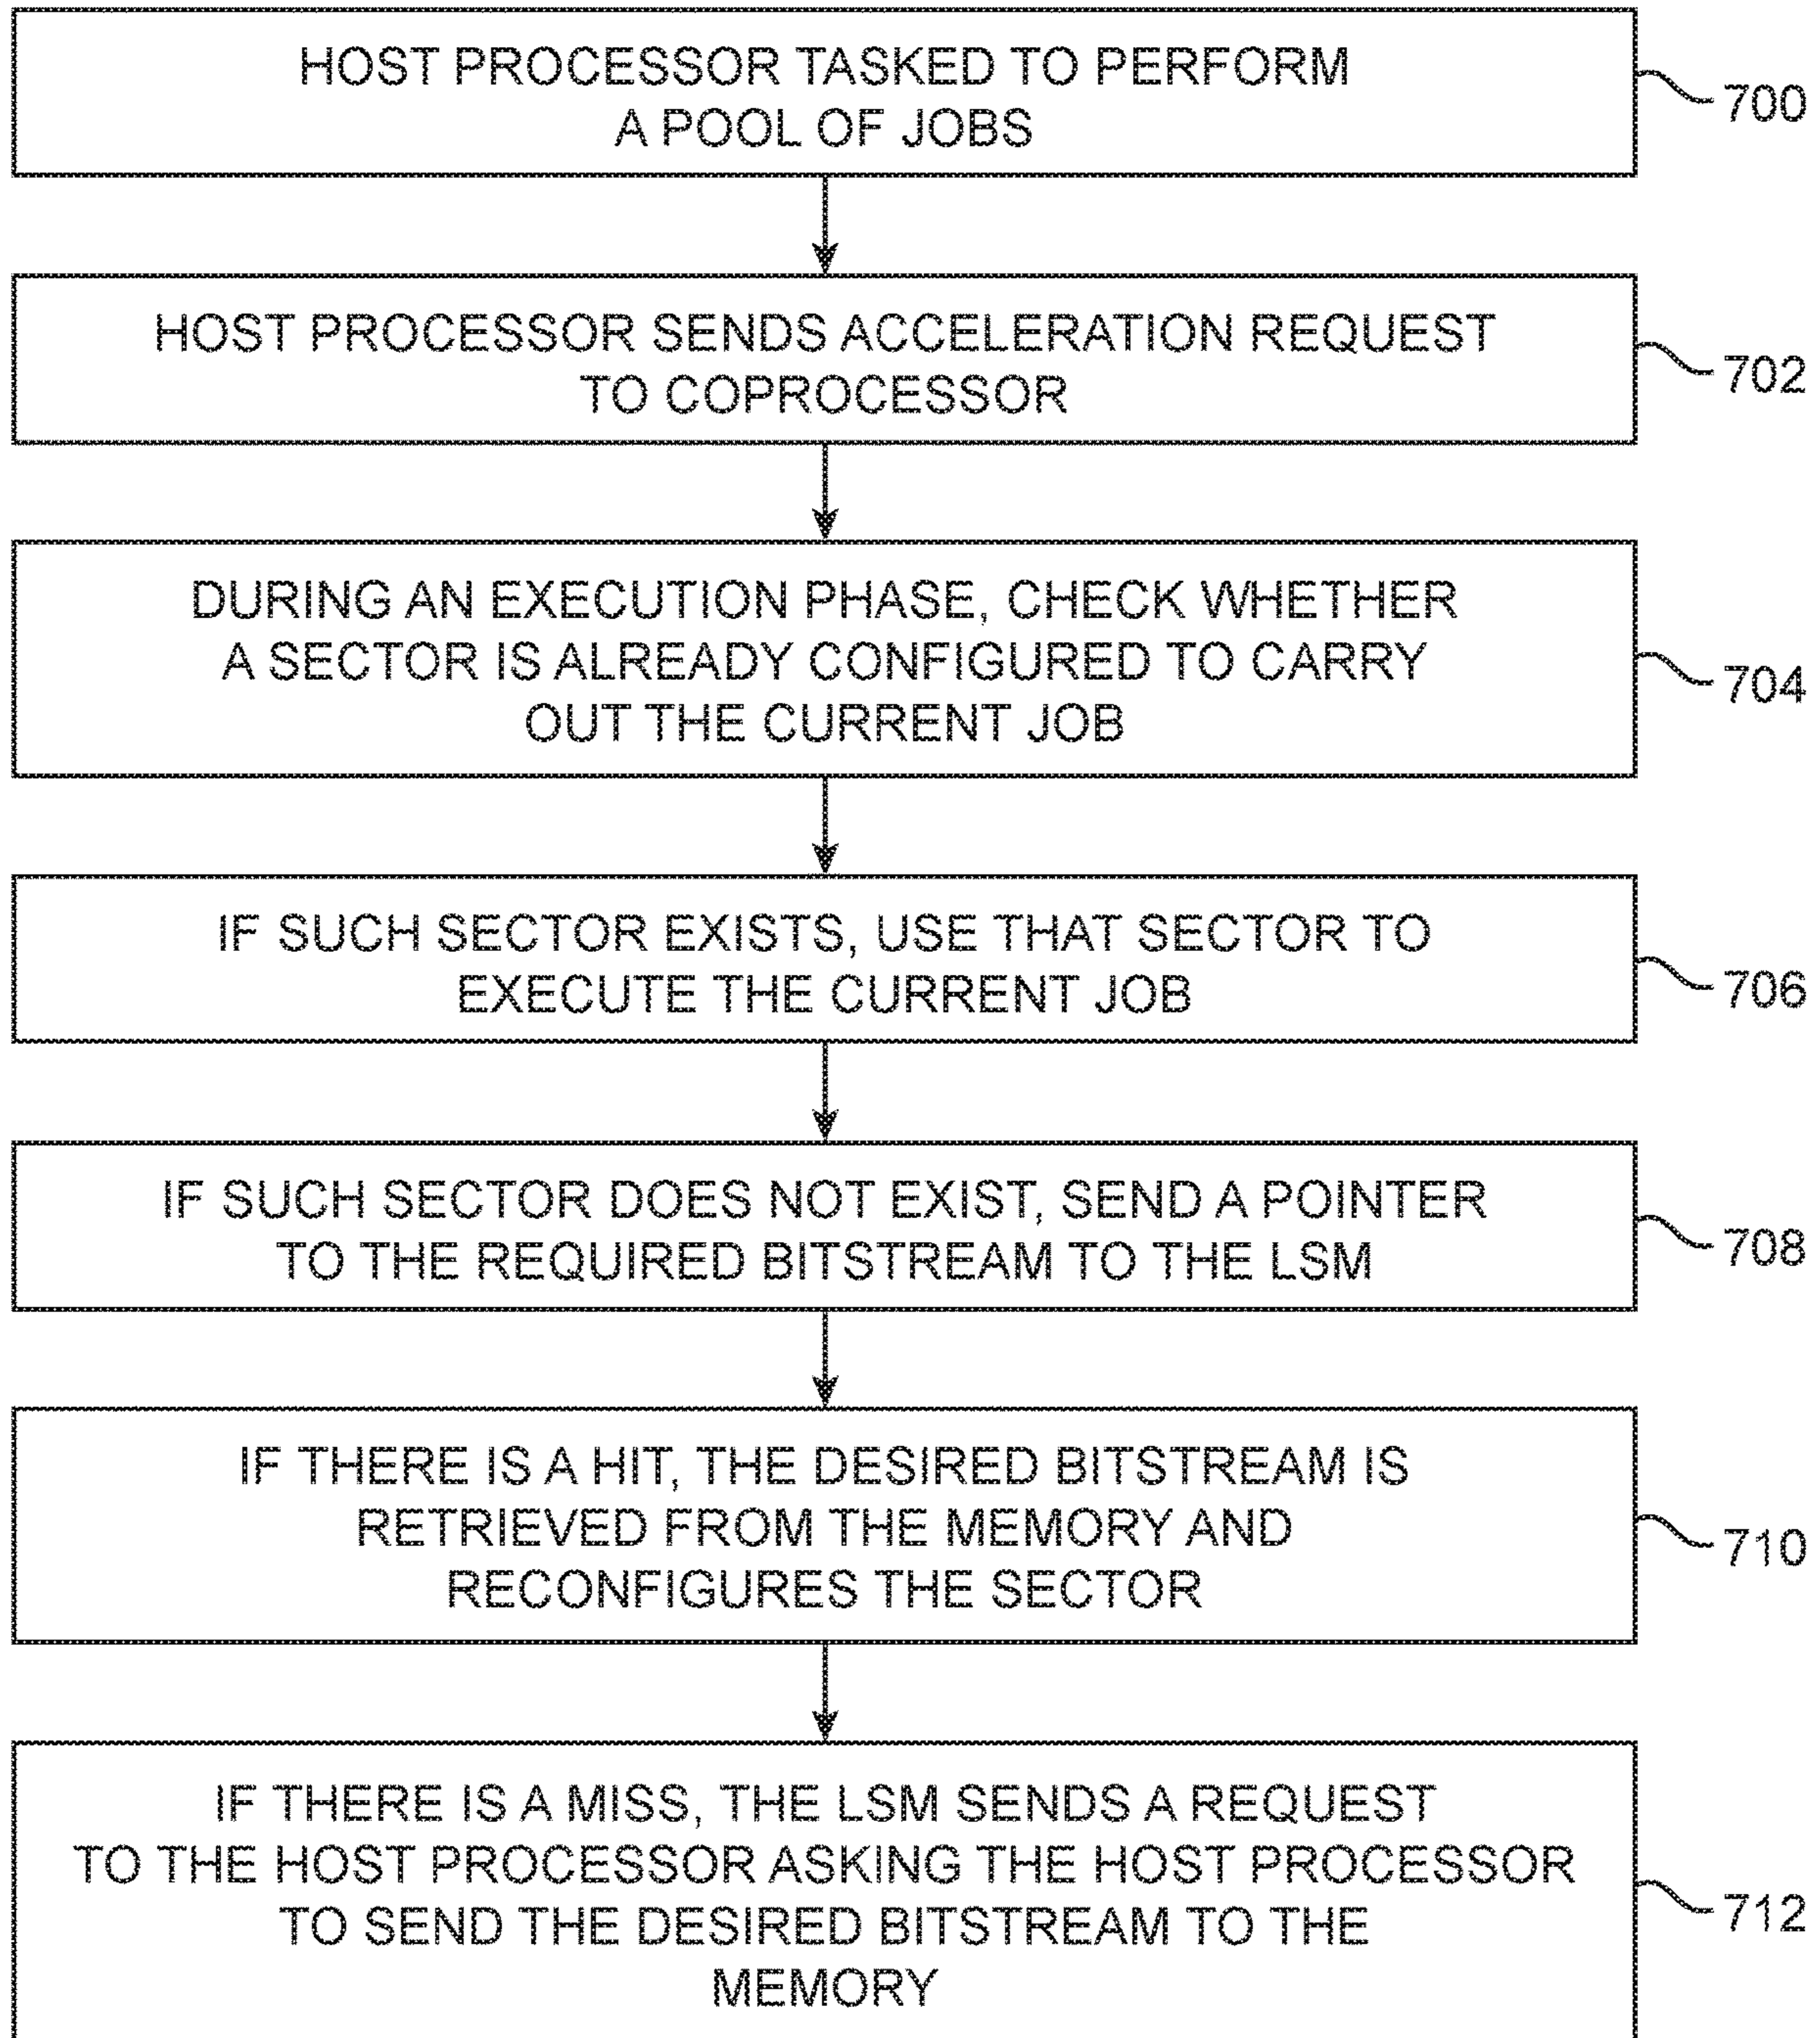 HOST PROCESSOR TASKED TO PERFORM
A POOL OF JOBS
700
HOST PROCESSOR SENDS ACCELERATION REQUEST
TO COPROCESSOR
702
DURING AN EXECUTION PHASE, CHECK WHETHER
A SECTOR IS ALREADY CONFIGURED TO CARRY
OUT THE CURRENT JOB
704
IF SUCH SECTOR EXISTS, USE THAT SECTOR TO
EXECUTE THE CURRENT JOB
706
IF SUCH SECTOR DOES NOT EXIST, SEND A POINTER
TO THE REQUIRED BITSTREAM TO THE LSM
708
IF THERE IS A HIT, THE DESIRED BITSTREAM IS
RETRIEVED FROM THE MEMORY AND
RECONFIGURES THE SECTOR
710
IF THERE IS A MISS, THE LSM SENDS A REQUEST
TO THE HOST PROCESSOR ASKING THE HOST PROCESSOR
TO SEND THE DESIRED BITSTREAM TO THE
MEMORY
712